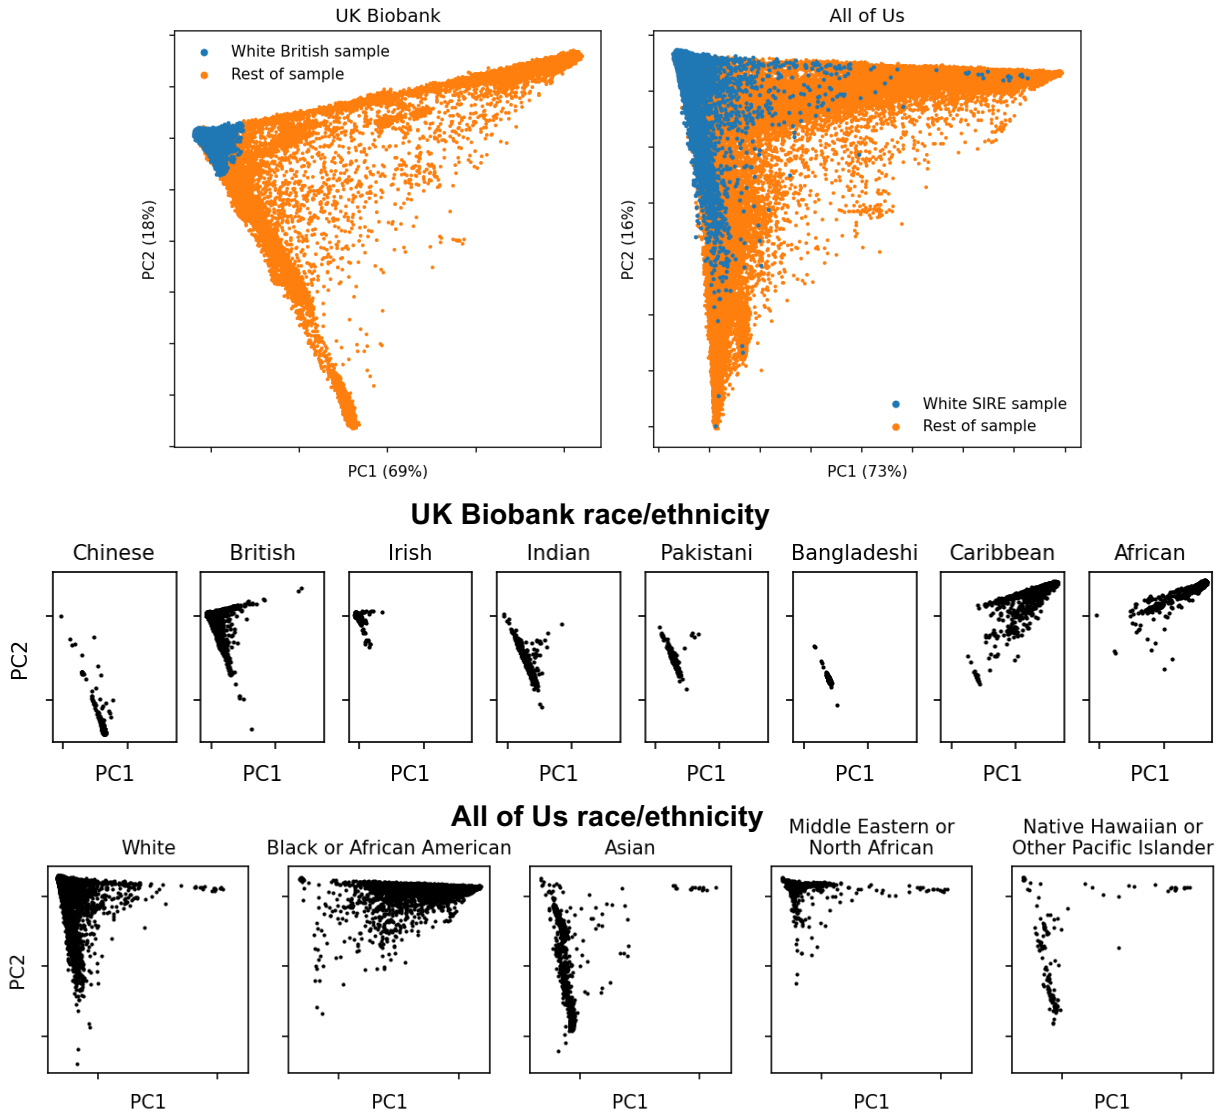 UK Biobank
All of Us
White British sample
Rest of sample
PC2 (18%)
PC1 (69%)
PC2 (16%)
White SIRE sample
Rest of sample
PC1 (73%)
UK Biobank race/ethnicity
Chinese
British
Irish
Indian
Pakistani
Bangladeshi
Caribbean
African
PC2
PC1
PC1
PC1
PC1
PC1
PC1
PC1
PC1
All of Us race/ethnicity
White
Black or African American
Asian
Middle Eastern or
North African
Native Hawaiian or
Other Pacific Islander
PC2
PC1
PC1
PC1
PC1
PC1